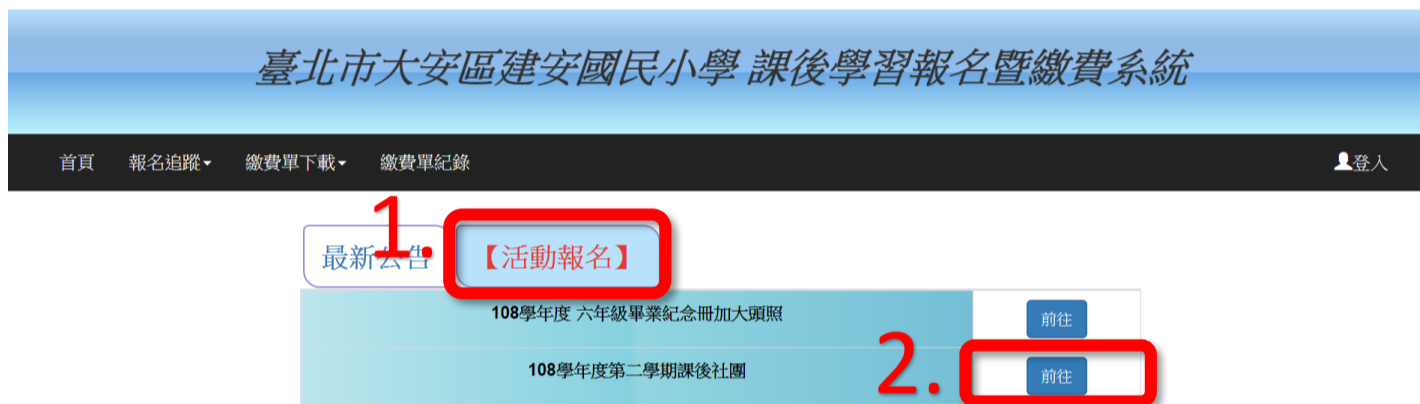 臺北市大安區建安國民小學 課後學習報名暨繳費系統
首頁 報名追蹤 繳費單下載 繳費單紀錄 登入
1.
最新公告 【活動報名】
108學年度 六年級畢業紀念冊加大頭照 前往
108學年度第二學期課後社團 2. 前往